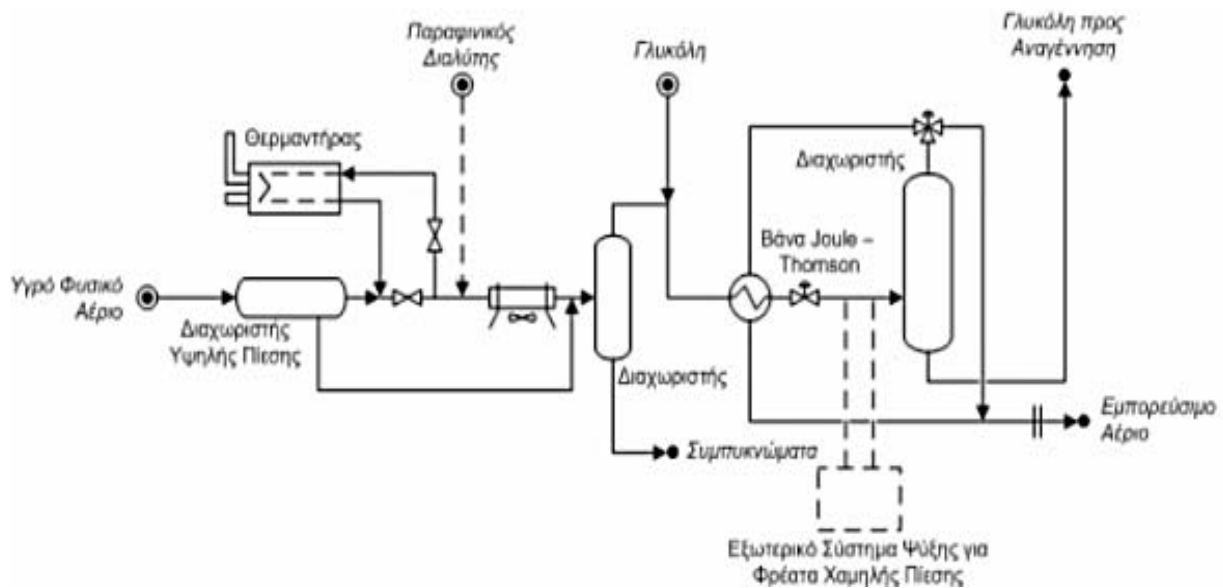 Παραφινικός
Διαλύτης
Γλυκόλη
Γλυκόλη προς
Αναγέννηση
Θερμαντήρας
Διαχωριστής
Βάνα Joule –
Thomson
Υγρό Φυσικό
Αέριο
Διαχωριστής
Υψηλής Πίεσης
Διαχωριστής
Εμπορεύσιμο
Αέριο
Συμπυκνώματα
Εξωτερικό Σύστημα Ψύξης για
Φρέατα Χαμηλής Πίεσης